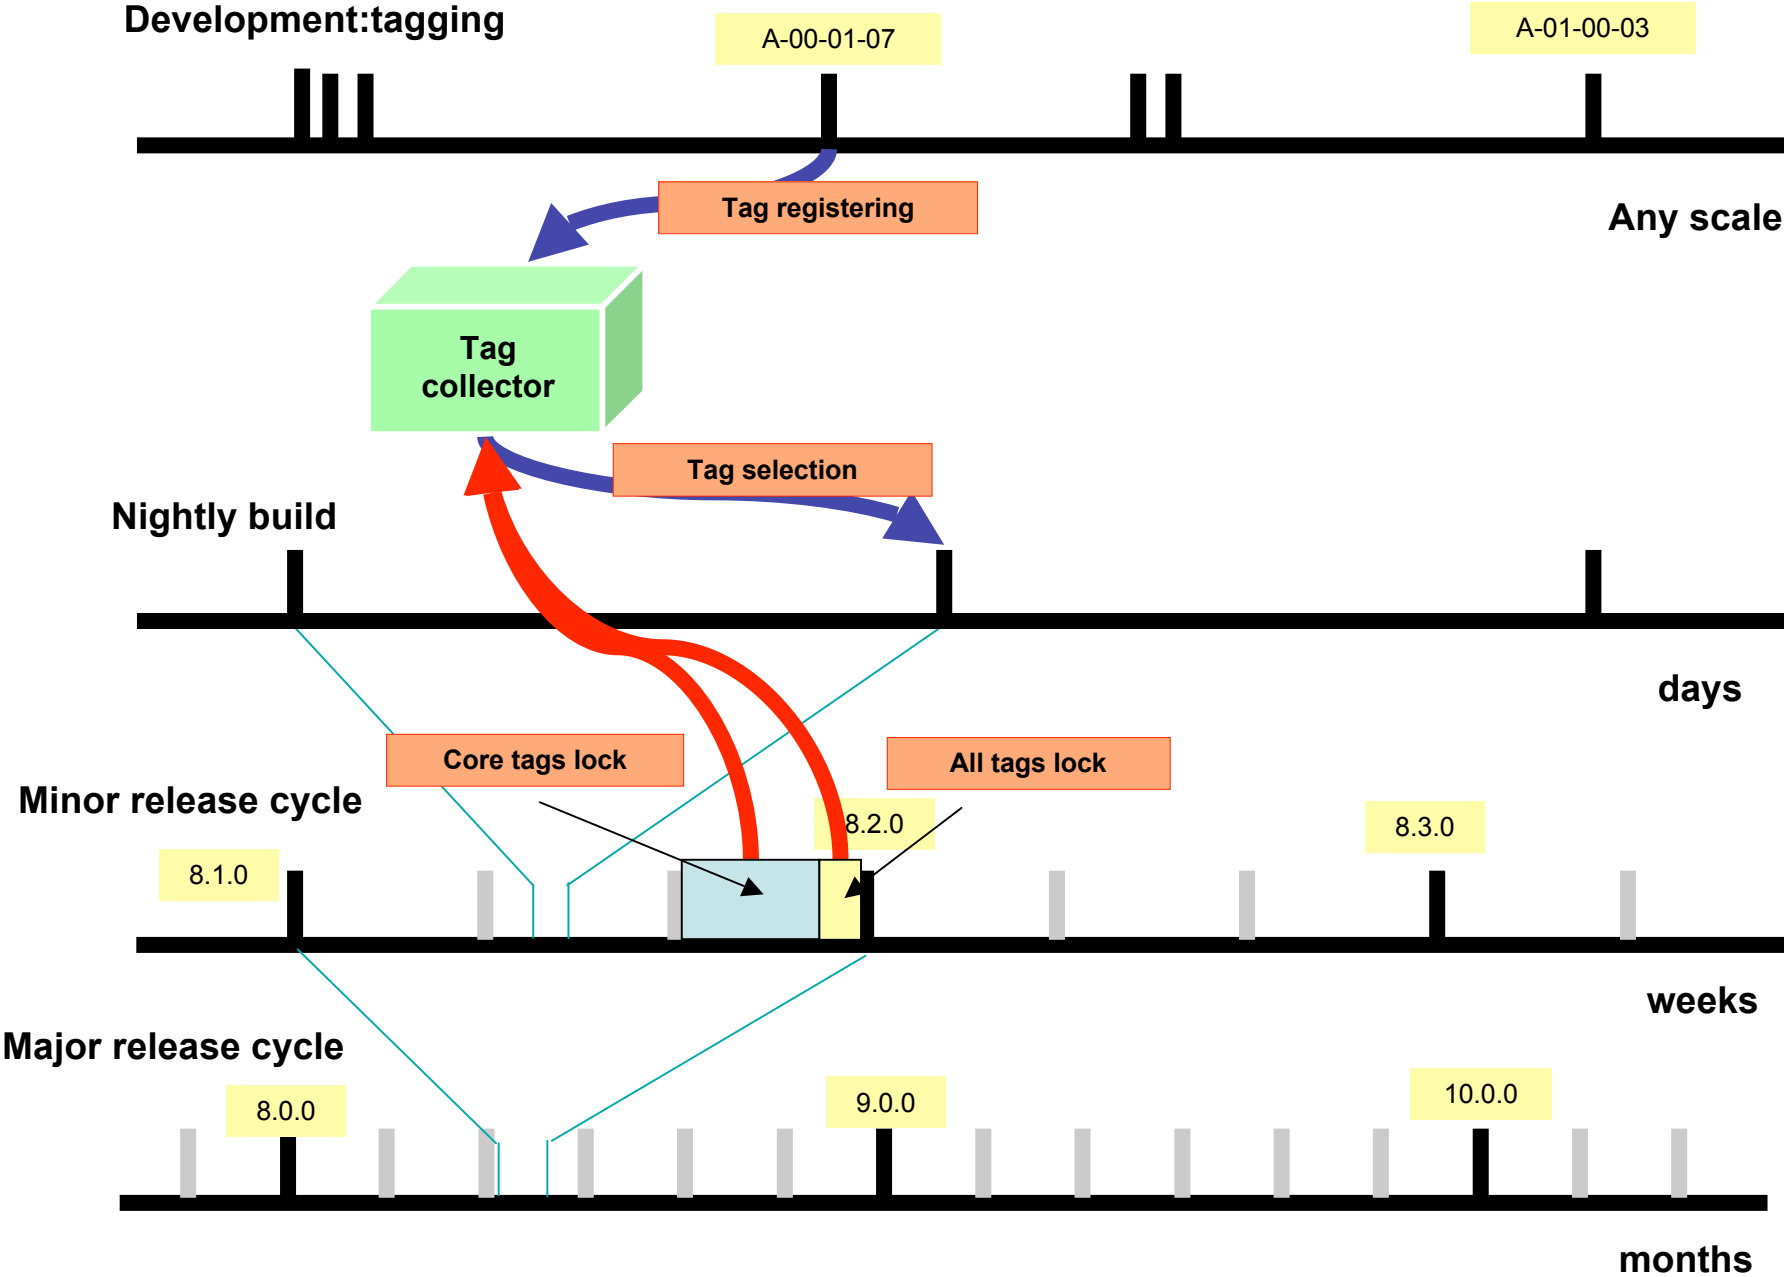 Development:tagging
A-00-01-07
A-01-00-03
Tag registering
Any scale
Tag
collector
Tag selection
Nightly build
days
Core tags lock
All tags lock
Minor release cycle
8.2.0
8.3.0
8.1.0
weeks
Major release cycle
8.0.0
9.0.0
10.0.0
months